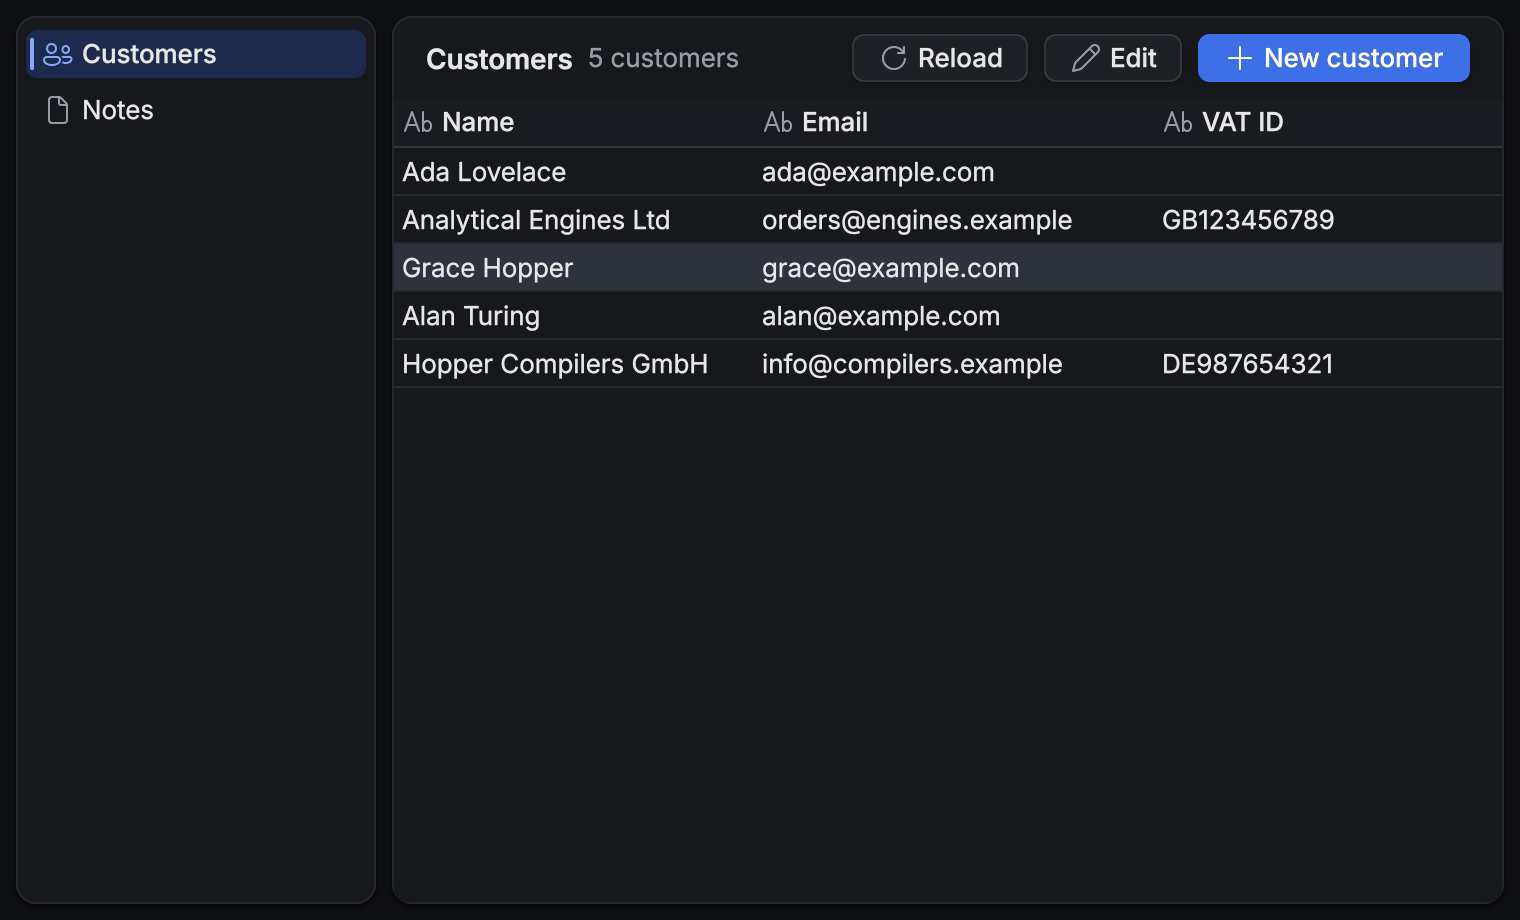 Customers
Notes
Customers 5 customers Reload Edit New customer
Ab Name Ab Email Ab VAT ID
Ada Lovelace ada@example.com
Analytical Engines Ltd orders@engines.example GB123456789
Grace Hopper grace@example.com
Alan Turing alan@example.com
Hopper Compilers GmbH info@compilers.example DE987654321